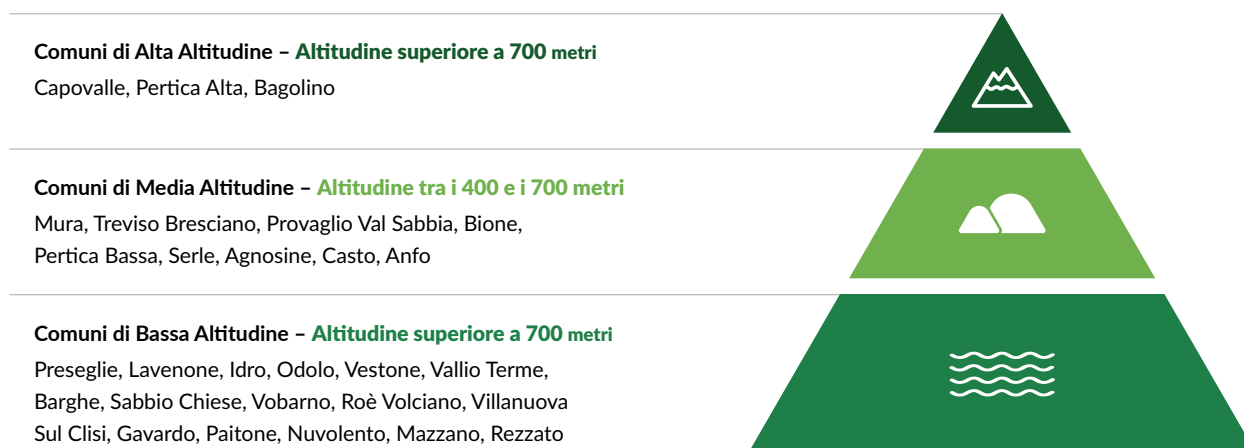 Comuni di Alta Altitudine – Altitudine superiore a 700 metri
Capovalle, Pertica Alta, Bagolino
Comuni di Media Altitudine – Altitudine tra i 400 e i 700 metri
Mura, Treviso Bresciano, Provaglio Val Sabbia, Bione,
Pertica Bassa, Serle, Agnosine, Casto, Anfo
Comuni di Bassa Altitudine – Altitudine superiore a 700 metri
Preseglie, Lavenone, Idro, Odolo, Vestone, Vallio Terme,
Barghe, Sabbio Chiese, Vobarno, Roè Volciano, Villanuova
Sul Clisi, Gavardo, Paitone, Nuvolento, Mazzano, Rezzato